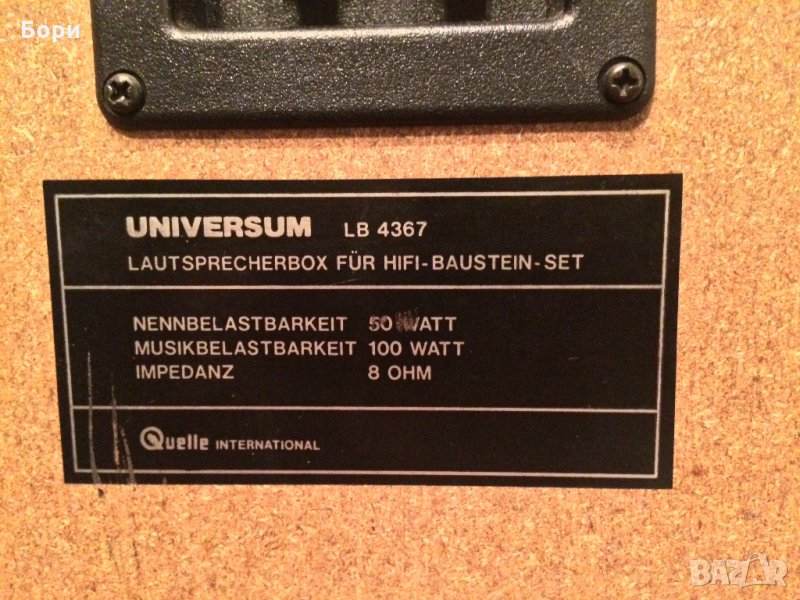 Бори
UNIVERSUM LB 4367
LAUTSPRECHERBOX FÜR HIFI-BAUSTEIN-SET
NENNBELASTBARKEIT 50 WATT
MUSIKBELASTBARKEIT 100 WATT
IMPEDANZ 8 OHM
Quelle INTERNATIONAL
BAZAR